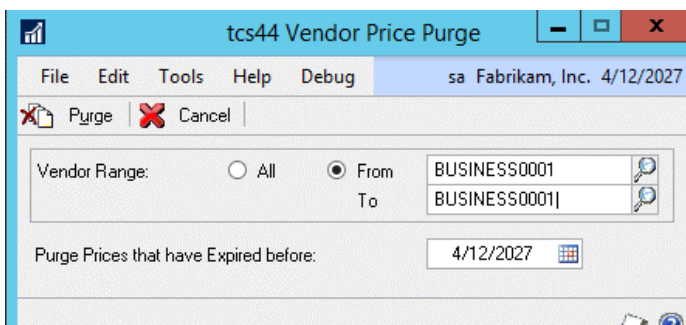 tcs44 Vendor Price Purge
File Edit Tools Help Debug sa Fabrikam, Inc. 4/12/2027
Purge Cancel
Vendor Range: All From BUSINESS0001
To BUSINESS0001
Purge Prices that have Expired before: 4/12/2027